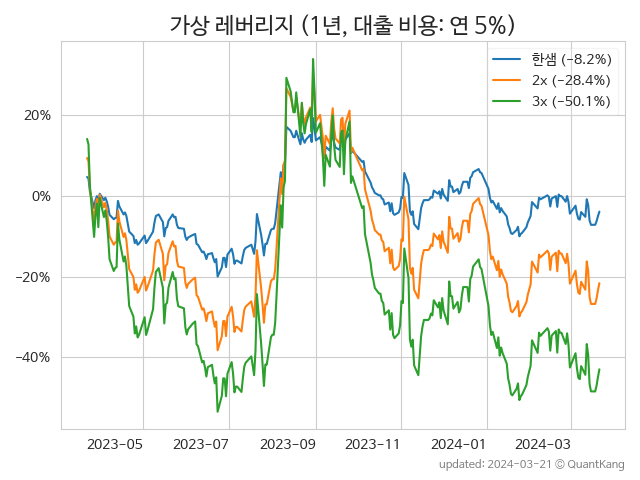 가상 레버리지 (1년, 대출 비용: 연 5%)
한샘 (−8.2%)
2x (−28.4%)
3x (−50.1%)
20%
0%
−20%
−40%
2023−05 2023−07 2023−09 2023−11 2024−01 2024−03
updated: 2024-03-21 © QuantKang